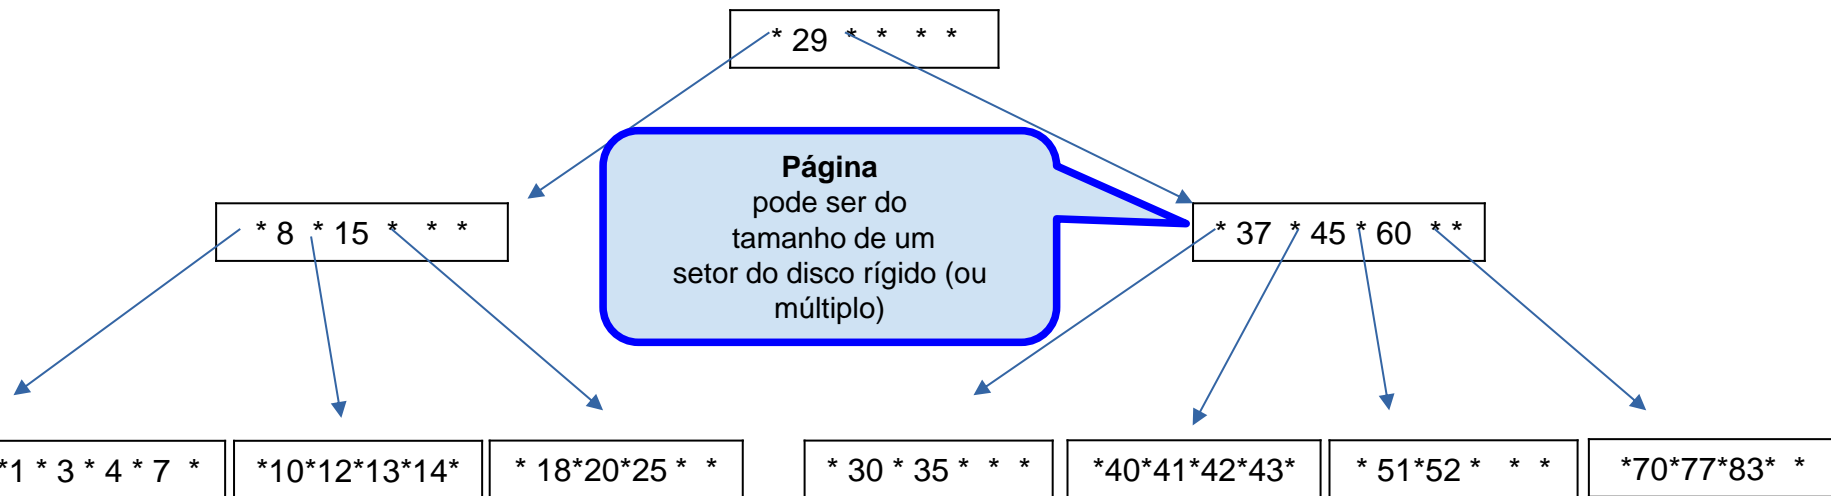 * 29 * * * *
Página
pode ser do
tamanho de um
setor do disco rígido (ou
múltiplo)
* 8 * 15 * * *
* 37 * 45 * 60 * *
*1 * 3 * 4 * 7 *
*10*12*13*14*
* 18*20*25 * *
* 30 * 35 * * *
*40*41*42*43*
* 51*52 * * *
*70*77*83* *